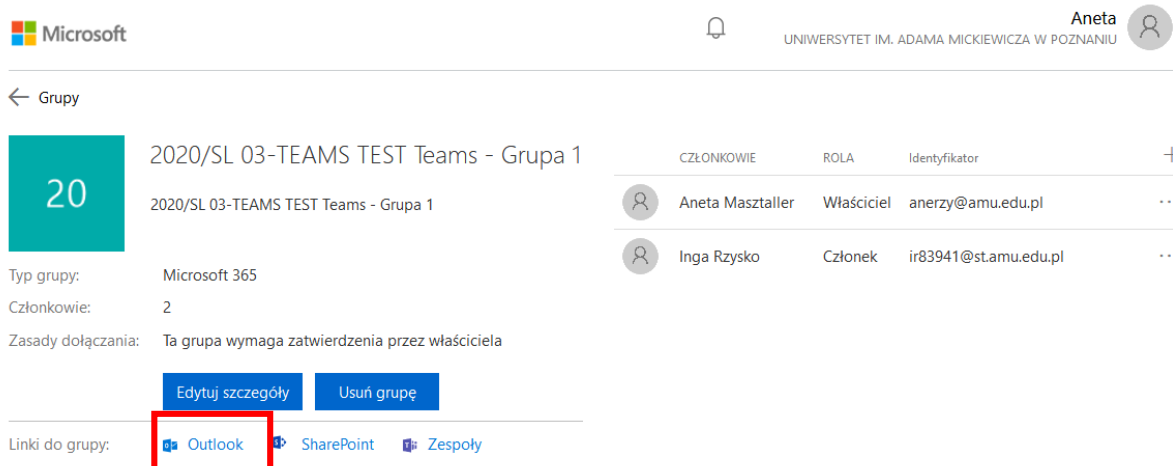 Microsoft
Aneta
UNIWERSYTET IM. ADAMA MICKIEWICZA W POZNANIU
Grupy
20
2020/SL 03-TEAMS TEST Teams - Grupa 1
2020/SL 03-TEAMS TEST Teams - Grupa 1
Typ grupy: Microsoft 365
Członkowie: 2
Zasady dołączania: Ta grupa wymaga zatwierdzenia przez właściciela
Edytuj szczegóły Usuń grupę
Linki do grupy: Outlook SharePoint Zespoły
CZŁONKOWIE ROLA Identyfikator
Aneta Masztaller Właściciel anerzy@amu.edu.pl
Inga Rzysko Członek ir83941@st.amu.edu.pl